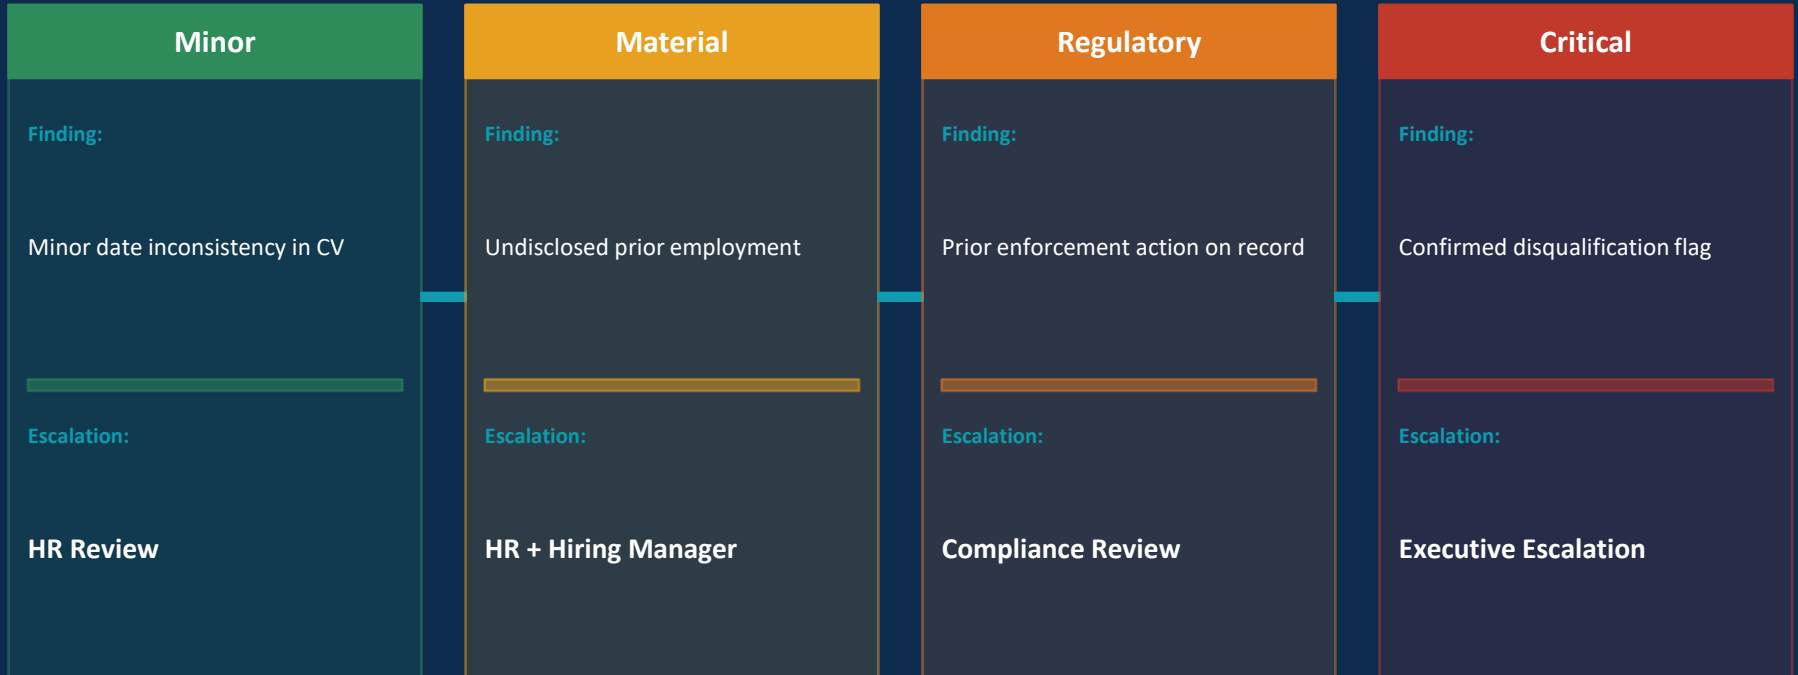 Minor
Finding:
Minor date inconsistency in CV
Escalation:
HR Review
Material
Finding:
Undisclosed prior employment
Escalation:
HR + Hiring Manager
Regulatory
Finding:
Prior enforcement action on record
Escalation:
Compliance Review
Critical
Finding:
Confirmed disqualification flag
Escalation:
Executive Escalation